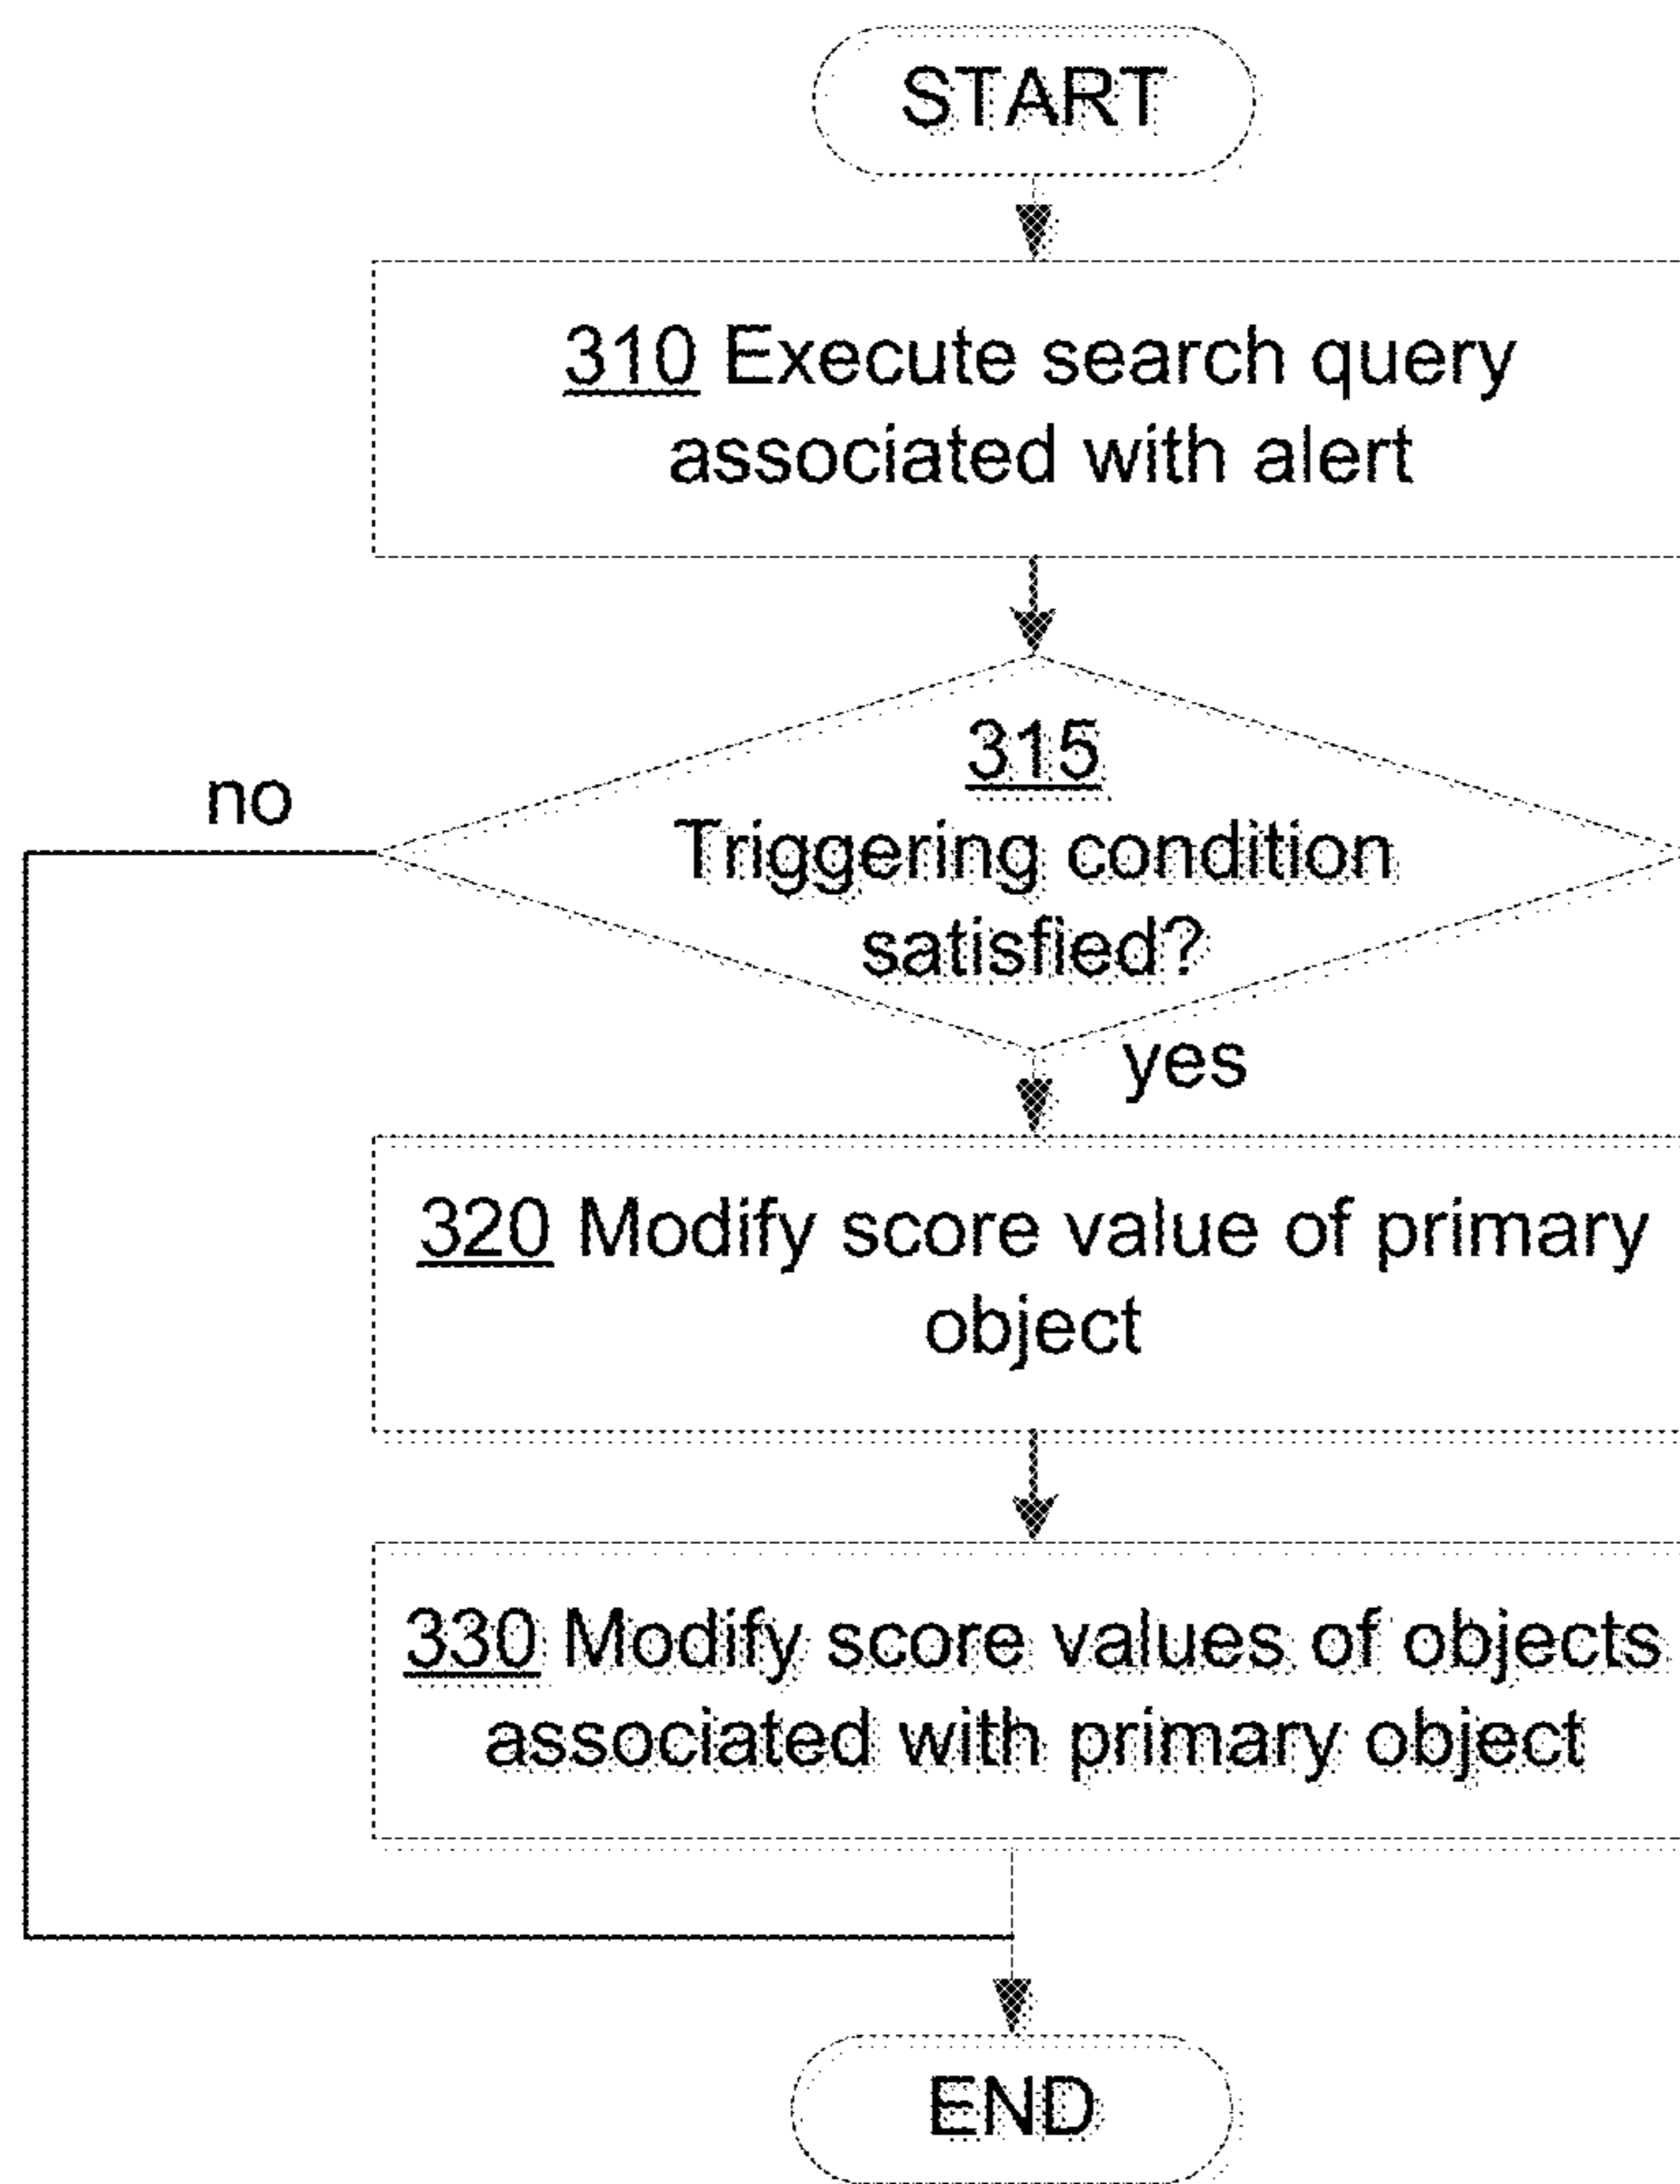 START
310 Execute search query
associated with alert
315
no
Triggering condition
satisfied?
yes
320 Modify score value of primary
object
330 Modify score values of objects
associated with primary object
END